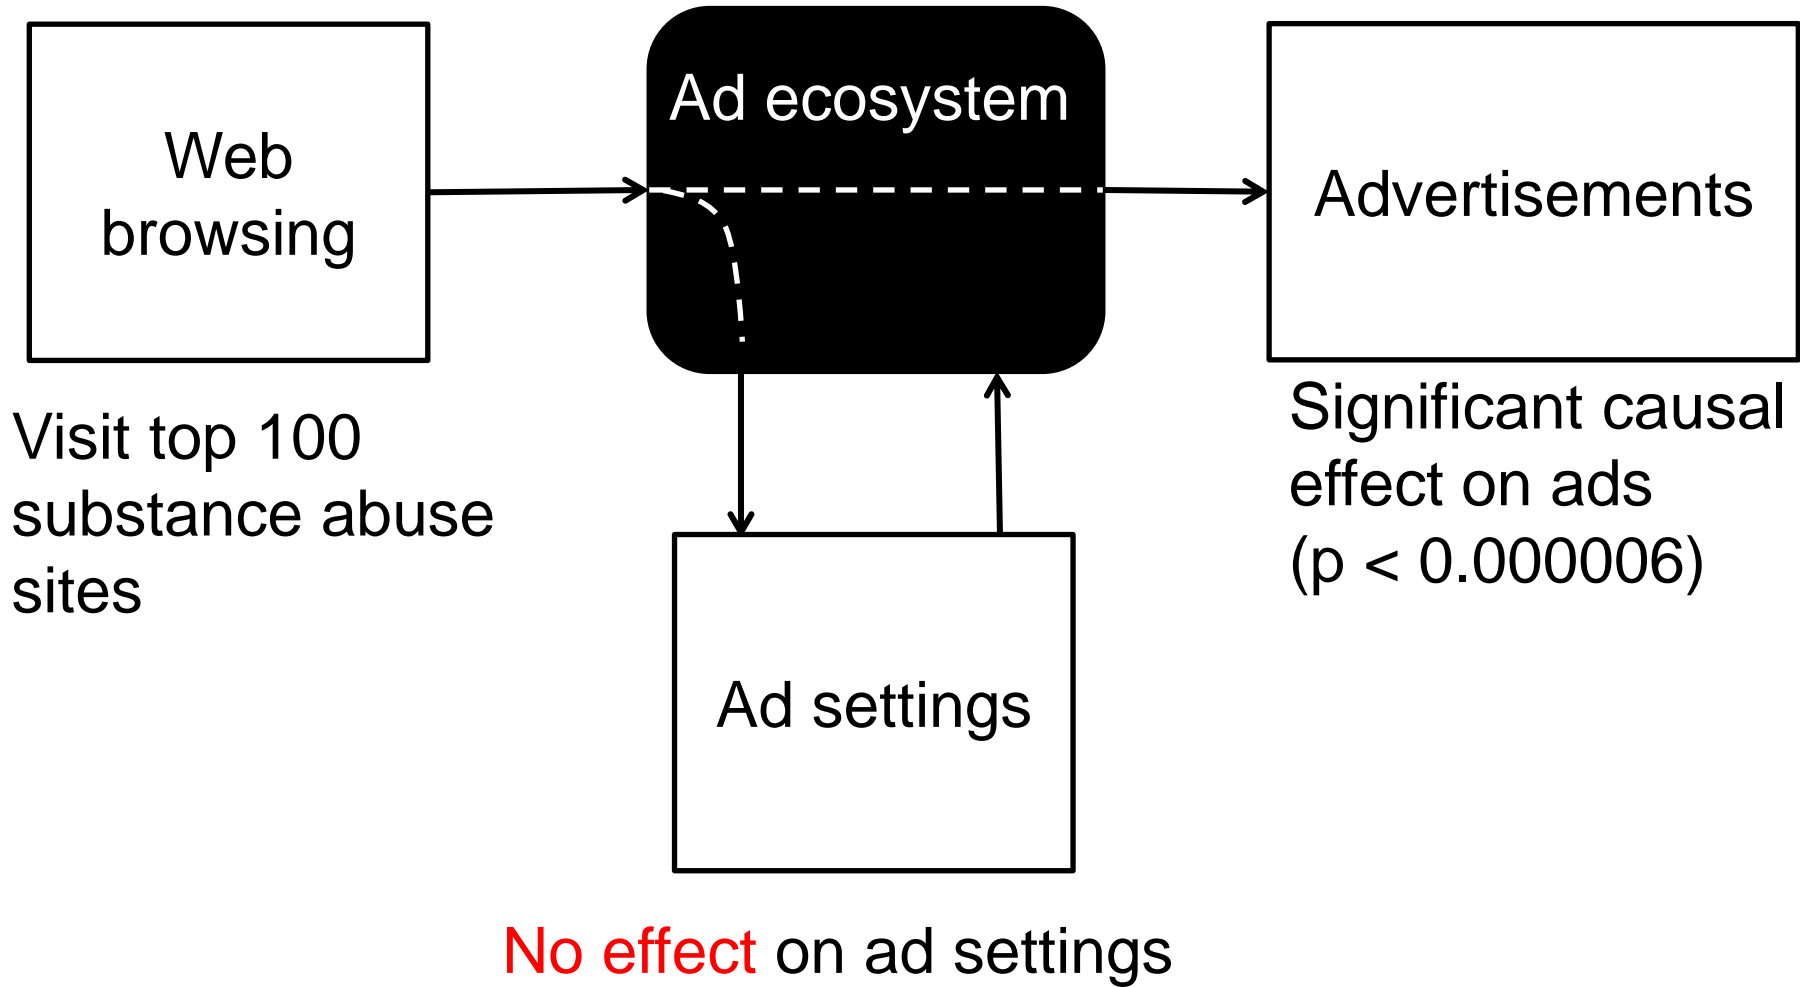 Ad ecosystem
Web
browsing
Advertisements
Visit top 100
substance abuse
sites
Significant causal
effect on ads
(p < 0.000006)
Ad settings
No effect on ad settings